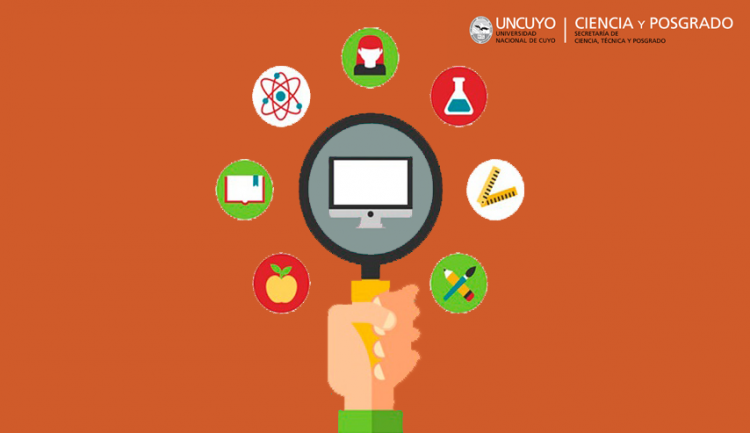 UNCUYO
UNIVERSIDAD
NACIONAL DE CUYO
CIENCIA Y POSGRADO
SECRETARÍA DE
CIENCIA, TÉCNICA Y POSGRADO